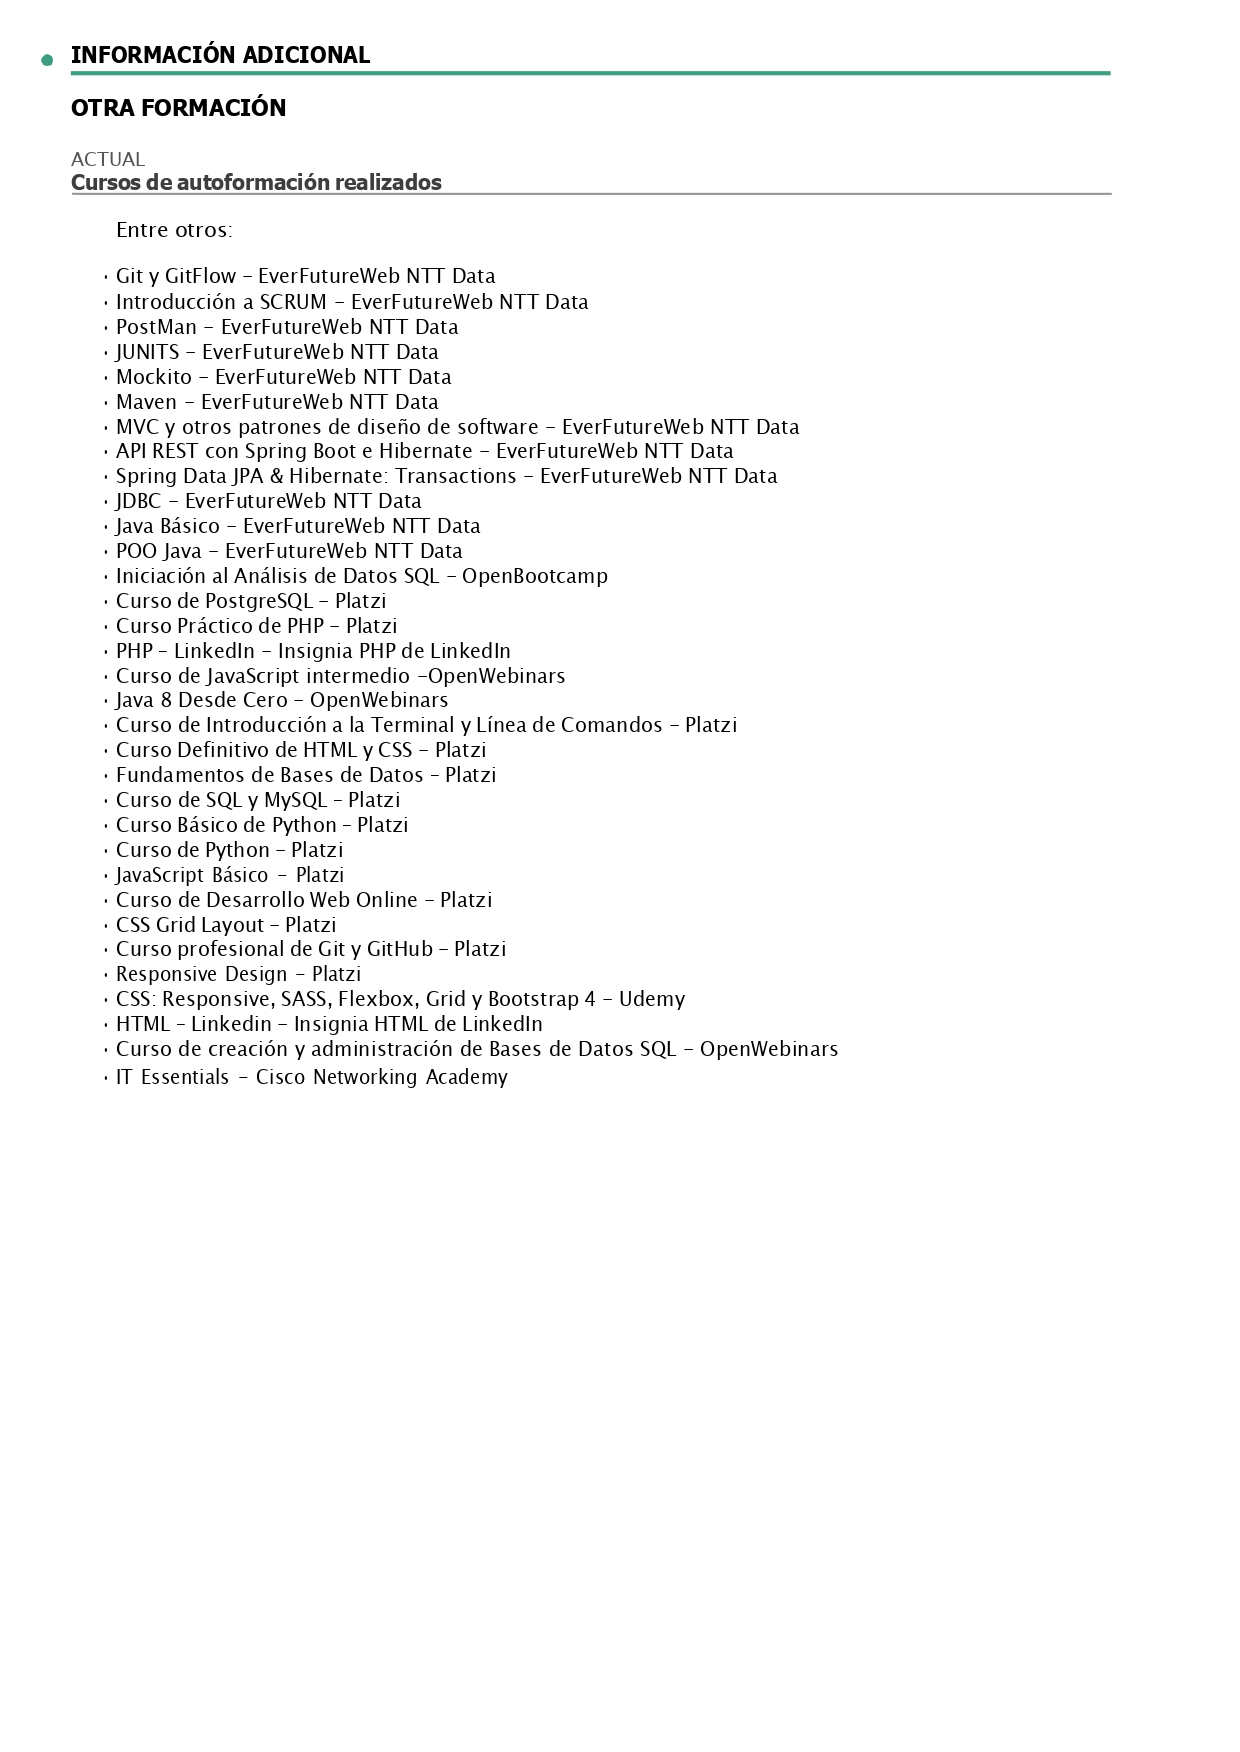 INFORMACIÓN ADICIONAL
OTRA FORMACIÓN
ACTUAL
Cursos de autoformación realizados
Entre otros:
· Git y GitFlow – EverFutureWeb NTT Data
· Introducción a SCRUM – EverFutureWeb NTT Data
· PostMan – EverFutureWeb NTT Data
· JUNITS – EverFutureWeb NTT Data
· Mockito – EverFutureWeb NTT Data
· Maven – EverFutureWeb NTT Data
· MVC y otros patrones de diseño de software – EverFutureWeb NTT Data
· API REST con Spring Boot e Hibernate – EverFutureWeb NTT Data
· Spring Data JPA & Hibernate: Transactions – EverFutureWeb NTT Data
· JDBC – EverFutureWeb NTT Data
· Java Básico – EverFutureWeb NTT Data
· POO Java – EverFutureWeb NTT Data
· Iniciación al Análisis de Datos SQL – OpenBootcamp
· Curso de PostgreSQL – Platzi
· Curso Práctico de PHP – Platzi
· PHP – LinkedIn – Insignia PHP de LinkedIn
· Curso de JavaScript intermedio –OpenWebinars
· Java 8 Desde Cero – OpenWebinars
· Curso de Introducción a la Terminal y Línea de Comandos – Platzi
· Curso Definitivo de HTML y CSS – Platzi
· Fundamentos de Bases de Datos – Platzi
· Curso de SQL y MySQL – Platzi
· Curso Básico de Python – Platzi
· Curso de Python – Platzi
· JavaScript Básico – Platzi
· Curso de Desarrollo Web Online – Platzi
· CSS Grid Layout – Platzi
· Curso profesional de Git y GitHub – Platzi
· Responsive Design – Platzi
· CSS: Responsive, SASS, Flexbox, Grid y Bootstrap 4 – Udemy
· HTML – Linkedin – Insignia HTML de LinkedIn
· Curso de creación y administración de Bases de Datos SQL – OpenWebinars
· IT Essentials – Cisco Networking Academy